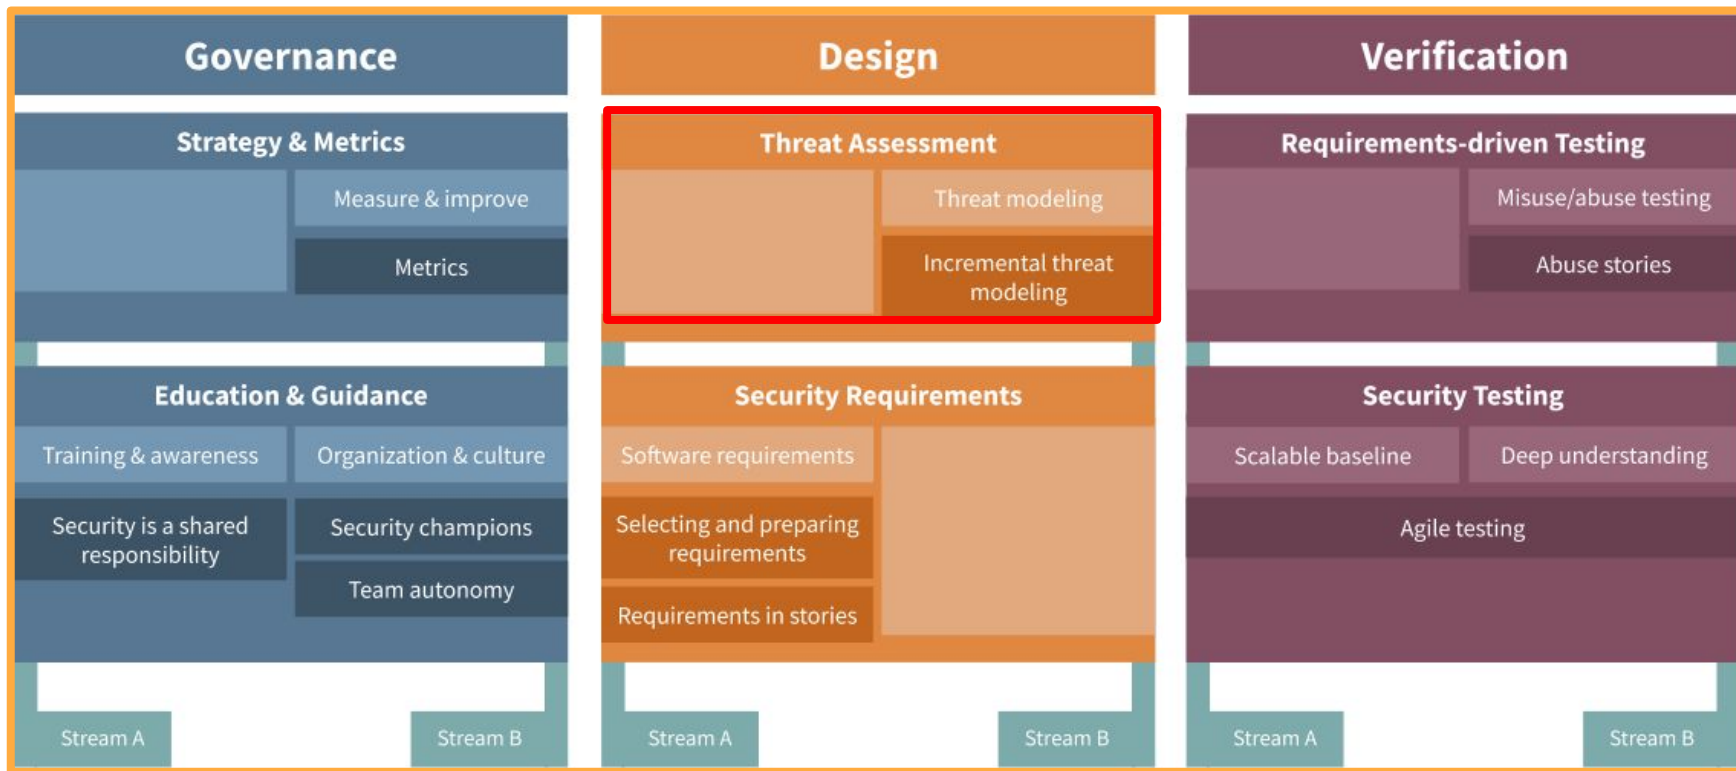 Governance
Strategy & Metrics
Measure & improve
Metrics
Education & Guidance
Training & awareness
Organization & culture
Security is a shared
responsibility
Security champions
Team autonomy
Stream A
Stream B
Design
Threat Assessment
Threat modeling
Incremental threat
modeling
Security Requirements
Software requirements
Selecting and preparing
requirements
Requirements in stories
Stream A
Stream B
Verification
Requirements-driven Testing
Misuse/abuse testing
Abuse stories
Security Testing
Scalable baseline
Deep understanding
Agile testing
Stream A
Stream B